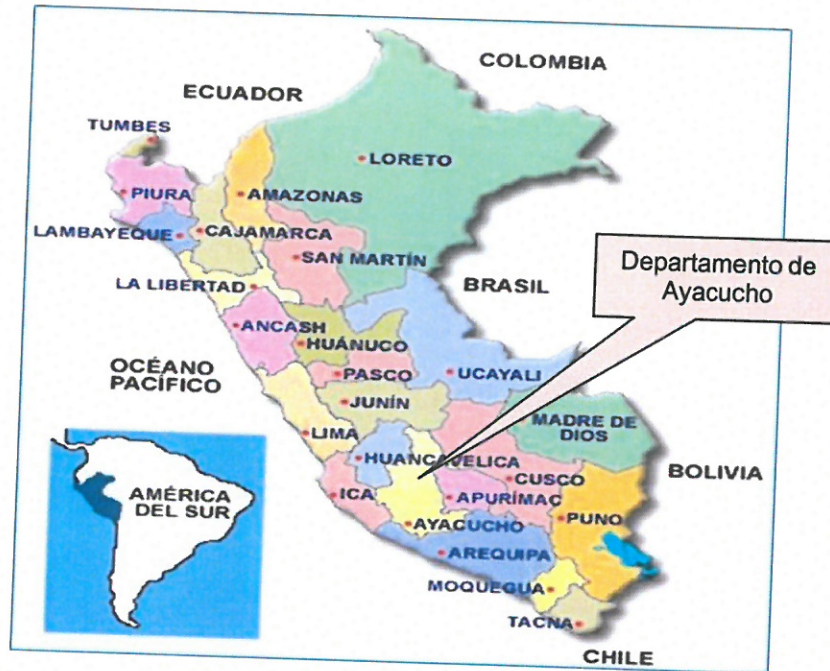 COLOMBIA
ECUADOR
TUMBES
LORETO
PIURA
AMAZONAS
LAMBAYEQUE
CAJAMARCA
SAN MARTÍN
Departamento de
Ayacucho
BRASIL
LA LIBERTAD
ANCASH
HUÁNUCO
OCÉANO
PACÍFICO
PASCO
UCAYALI
JUNÍN
MADRE DE
DIOS
LIMA
HUANCAVELICA
CUSCO
BOLIVIA
AMÉRICA
DEL SUR
ICA
APURÍMAC
PUNO
AYACUCHO
AREQUIPA
MOQUEGUA
TACNA
CHILE